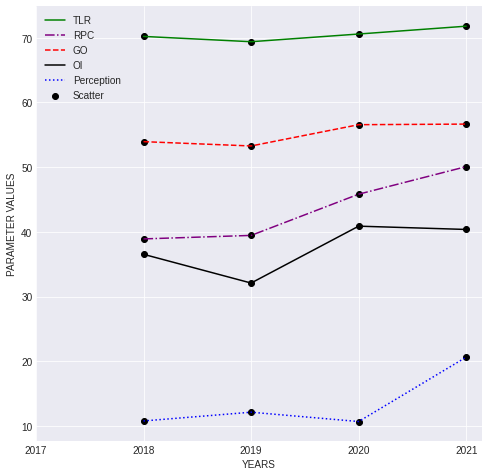 TLR
RPC
GO
OI
Perception
Scatter
PARAMETER VALUES
70
60
50
40
30
20
10
2017 2018 2019 2020 2021
YEARS